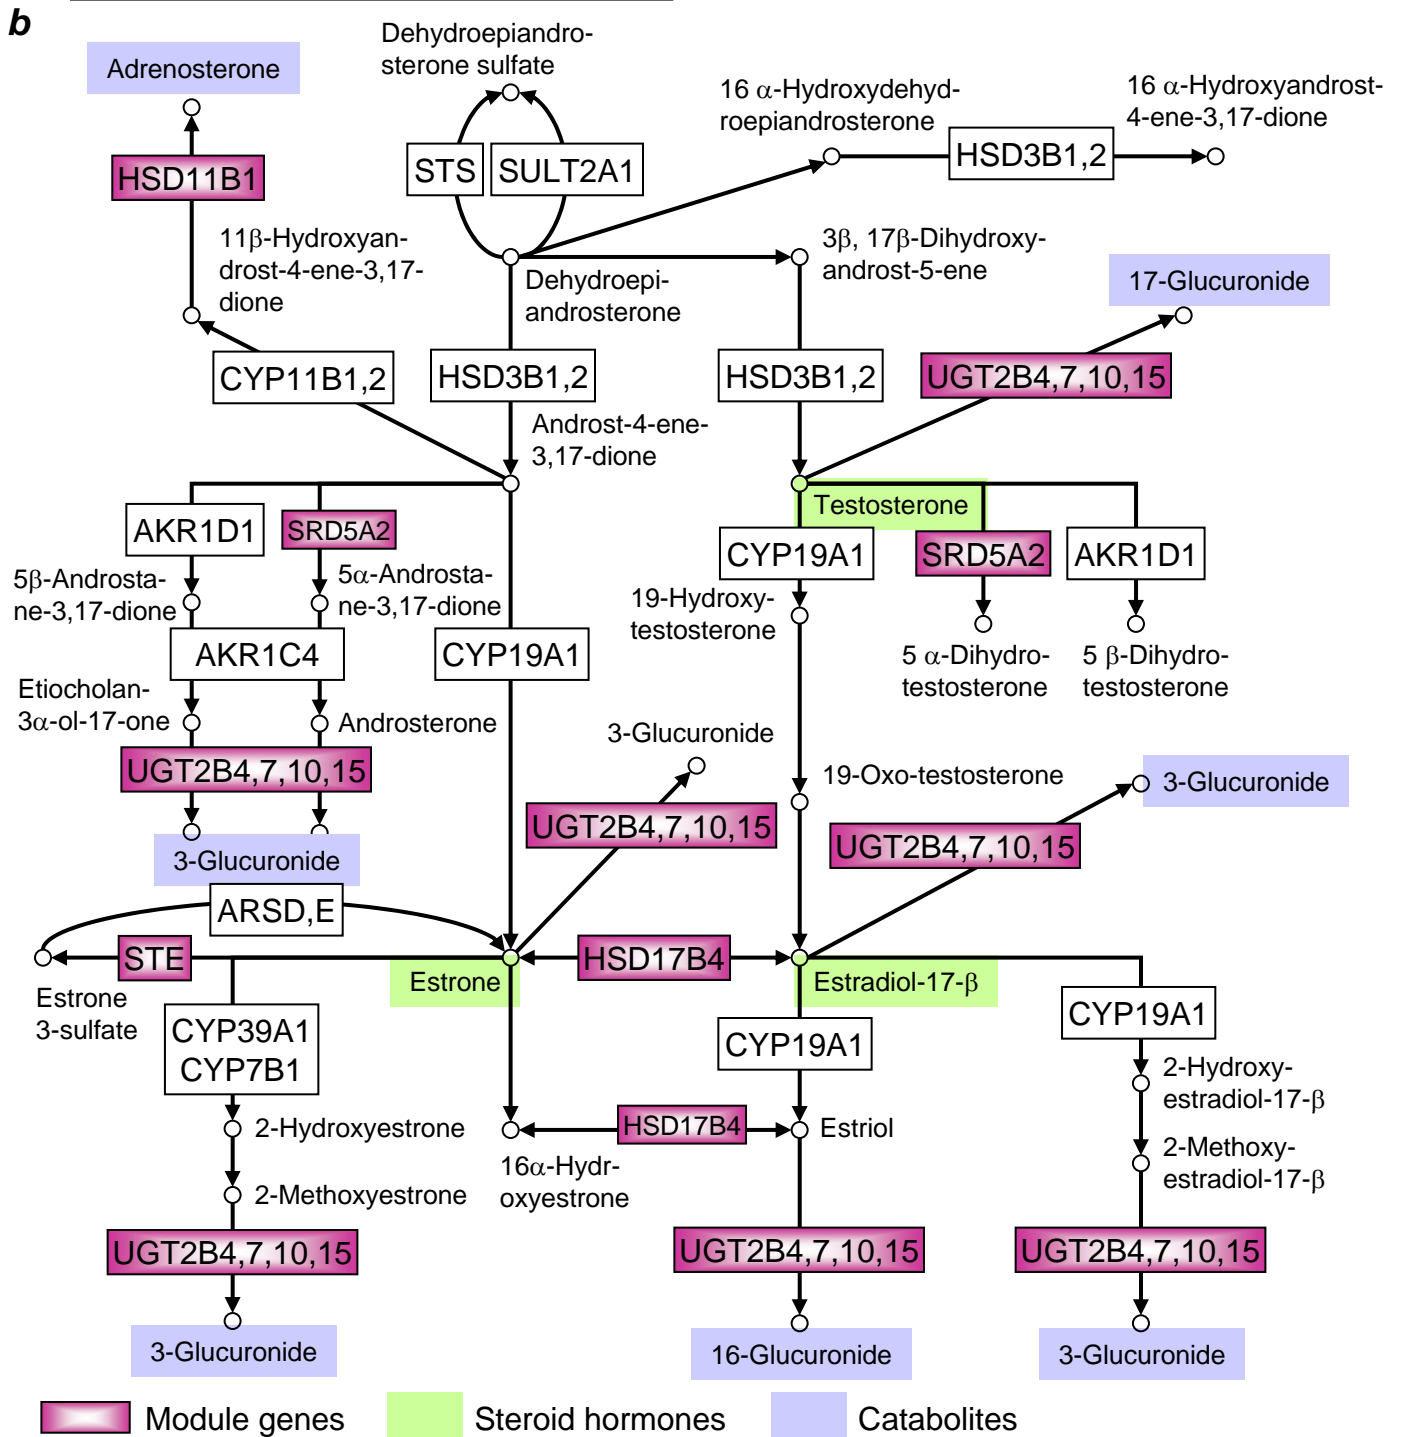 b
Dehydroepiandro-
sterone sulfate
Adrenosterone
16 α-Hydroxydehyd-
roepiandrosterone
16 α-Hydroxyandrost-
4-ene-3,17-dione
HSD11B1
STS
SULT2A1
HSD3B1,2
11β-Hydroxyan-
drost-4-ene-3,17-
dione
Dehydroepi-
androsterone
3β, 17β-Dihydroxy-
androst-5-ene
17-Glucuronide
CYP11B1,2
HSD3B1,2
HSD3B1,2
UGT2B4,7,10,15
Androst-4-ene-
3,17-dione
Testosterone
AKR1D1
SRD5A2
CYP19A1
SRD5A2
AKR1D1
5β-Androsta-
ne-3,17-dione
5α-Androsta-
ne-3,17-dione
19-Hydroxy-
testosterone
AKR1C4
CYP19A1
5 α-Dihydro-
testosterone
5 β-Dihydro-
testosterone
Etiocholan-
3α-ol-17-one
Androsterone
3-Glucuronide
UGT2B4,7,10,15
19-Oxo-testosterone
3-Glucuronide
UGT2B4,7,10,15
UGT2B4,7,10,15
3-Glucuronide
ARSD,E
STE
HSD17B4
Estrone
3-sulfate
Estrone
Estradiol-17-β
CYP39A1
CYP7B1
CYP19A1
CYP19A1
2-Hydroxy-
estradiol-17-β
2-Hydroxyestrone
HSD17B4
Estriol
16α-Hydr-
oxyestrone
2-Methoxy-
estradiol-17-β
2-Methoxyestrone
UGT2B4,7,10,15
UGT2B4,7,10,15
UGT2B4,7,10,15
3-Glucuronide
16-Glucuronide
3-Glucuronide
Module genes
Steroid hormones
Catabolites